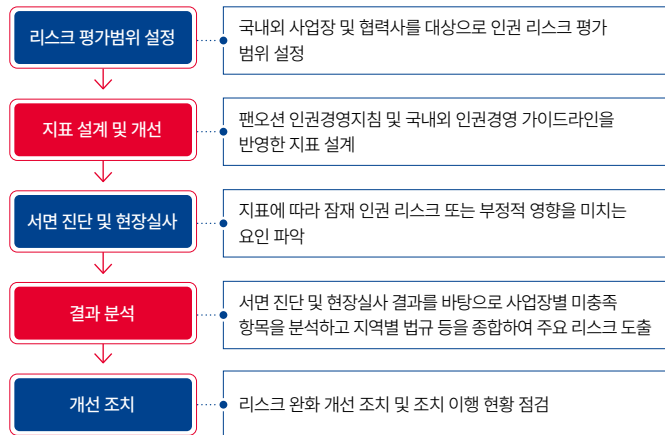 리스크 평가범위 설정
국내외 사업장 및 협력사를 대상으로 인권 리스크 평가
범위 설정
지표 설계 및 개선
팬오션 인권경영지침 및 국내외 인권경영 가이드라인을
반영한 지표 설계
서면 진단 및 현장실사
지표에 따라 잠재 인권 리스크 또는 부정적 영향을 미치는
요인 파악
결과 분석
서면 진단 및 현장실사 결과를 바탕으로 사업장별 미충족
항목을 분석하고 지역별 법규 등을 종합하여 주요 리스크 도출
개선 조치
리스크 완화 개선 조치 및 조치 이행 현황 점검